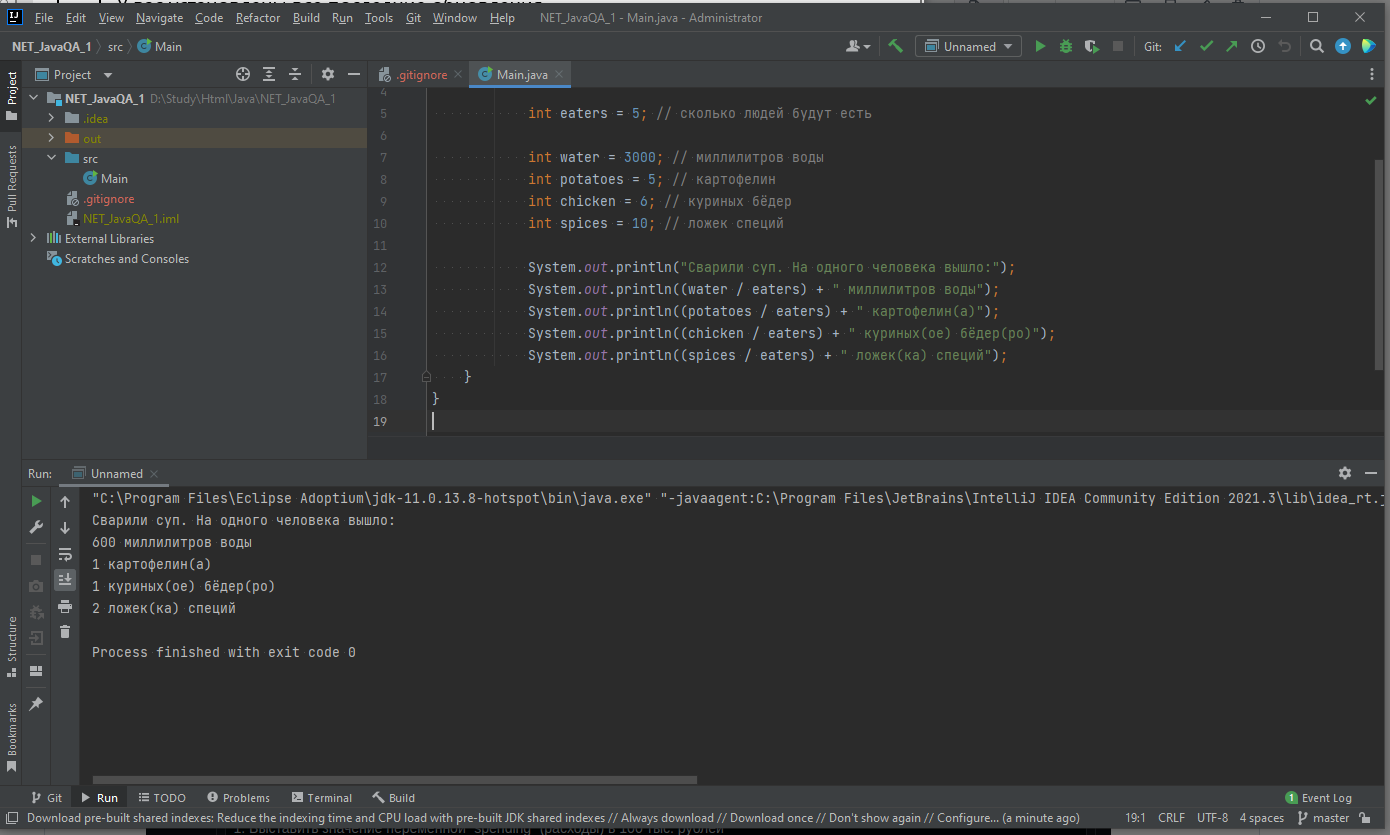 File Edit View Navigate Code Refactor Build Run Tools Git Window Help NET_JavaQA_1 - Main.java - Administrator
NET_JavaQA_1 src Main Unnamed Git:
Project .gitignore Main.java
NET_JavaQA_1 D:\Study\Html\Java\NET_JavaQA_1
.idea
out
src
Main
.gitignore
NET_JavaQA_1.iml
External Libraries
Scratches and Consoles
Project
Pull Requests
Structure
Bookmarks
4
5 int eaters = 5; // сколько людей будут есть
6
7 int water = 3000; // миллилитров воды
8 int potatoes = 5; // картофелин
9 int chicken = 6; // куриных бёдер
10 int spices = 10; // ложек специй
11
12 System.out.println("Сварили суп. На одного человека вышло:");
13 System.out.println((water / eaters) + " миллилитров воды");
14 System.out.println((potatoes / eaters) + " картофелин(а)");
15 System.out.println((chicken / eaters) + " куриных(ое) бёдер(ро)");
16 System.out.println((spices / eaters) + " ложек(ка) специй");
17 }
18 }
19
Run: Unnamed
"C:\Program Files\Eclipse Adoptium\jdk-11.0.13.8-hotspot\bin\java.exe" "-javaagent:C:\Program Files\JetBrains\IntelliJ IDEA Community Edition 2021.3\lib\idea_rt.j
Сварили суп. На одного человека вышло:
600 миллилитров воды
1 картофелин(а)
1 куриных(ое) бёдер(ро)
2 ложек(ка) специй
Process finished with exit code 0
Git Run TODO Problems Terminal Build 1 Event Log
Download pre-built shared indexes: Reduce the indexing time and CPU load with pre-built JDK shared indexes // Always download // Download once // Don't show again // Configure... (a minute ago) 19:1 CRLF UTF-8 4 spaces master
1. Выставить значение переменной "spending" (расходы) в 100 тыс. рублей